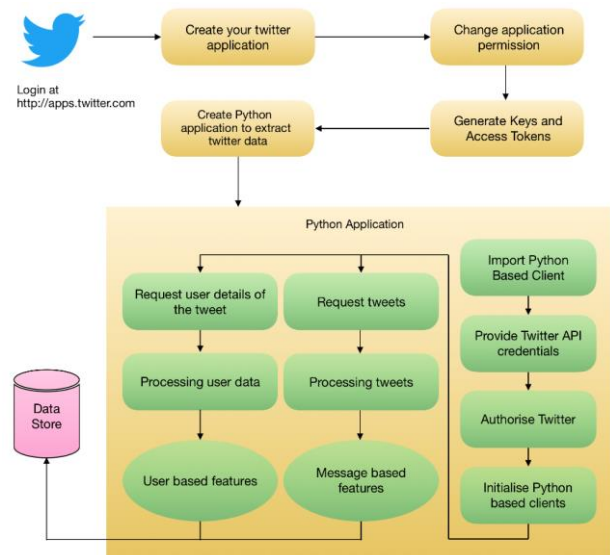 Login at
http://apps.twitter.com
Create your twitter
application
Change application
permission
Generate Keys and
Access Tokens
Create Python
application to extract
twitter data
Python Application
Import Python
Based Client
Provide Twitter API
credentials
Authorise Twitter
Initialise Python
based clients
Request user details of
the tweet
Processing user data
User based features
Request tweets
Processing tweets
Message based
features
Data
Store